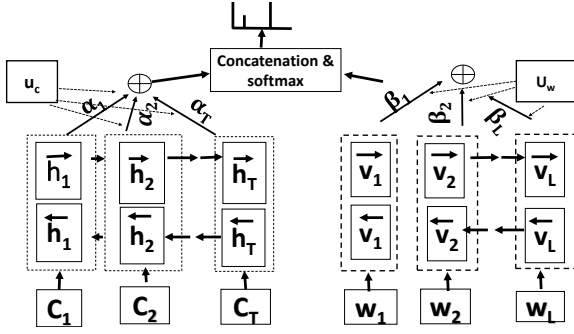 Concatenation &
softmax
u_c
U_w
α_1
α_2
α_T
β_1
β_2
β_L
→h_1
→h_2
→h_T
→v_1
→v_2
→v_L
←h_1
←h_2
←h_T
←v_1
←v_2
←v_L
C_1
C_2
C_T
w_1
w_2
w_L